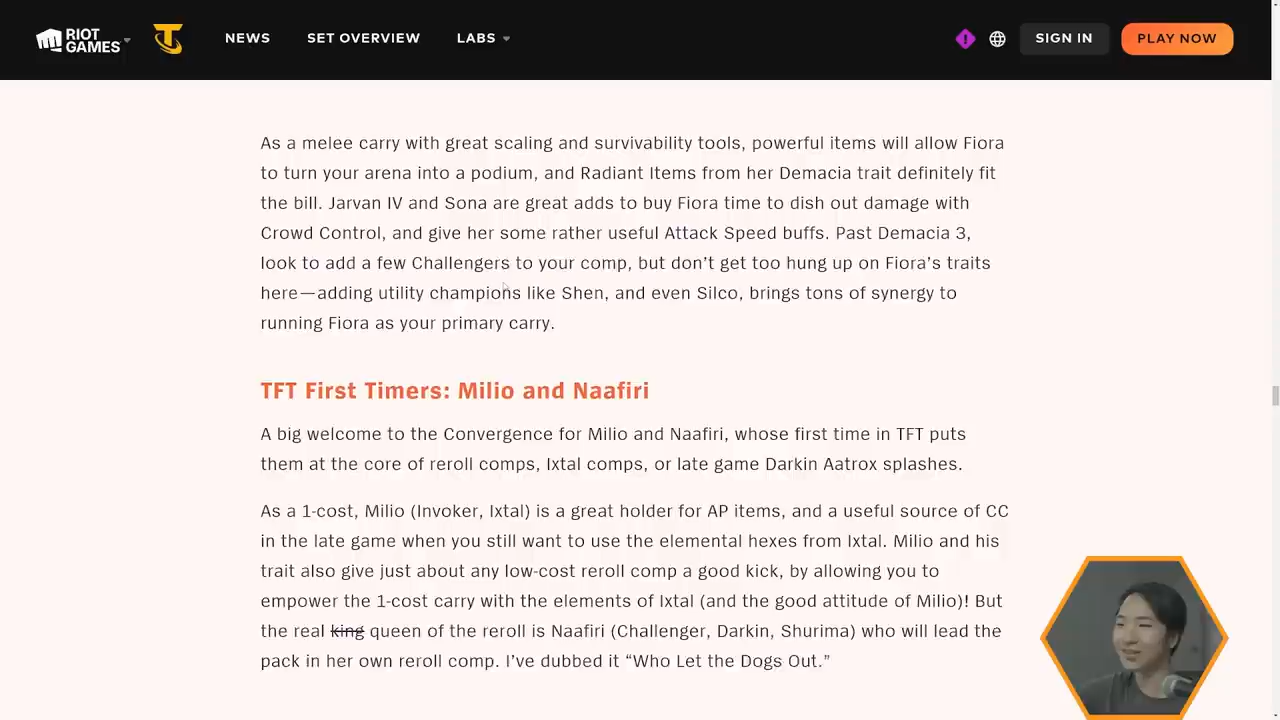 RIOT GAMES
NEWS
SET OVERVIEW
LABS
SIGN IN
PLAY NOW
As a melee carry with great scaling and survivability tools, powerful items will allow Fiora
to turn your arena into a podium, and Radiant Items from her Demacia trait definitely fit
the bill. Jarvan IV and Sona are great adds to buy Fiora time to dish out damage with
Crowd Control, and give her some rather useful Attack Speed buffs. Past Demacia 3,
look to add a few Challengers to your comp, but don’t get too hung up on Fiora’s traits
here—adding utility champions like Shen, and even Silco, brings tons of synergy to
running Fiora as your primary carry.
TFT First Timers: Milio and Naafiri
A big welcome to the Convergence for Milio and Naafiri, whose first time in TFT puts
them at the core of reroll comps, Ixtal comps, or late game Darkin Aatrox splashes.
As a 1-cost, Milio (Invoker, Ixtal) is a great holder for AP items, and a useful source of CC
in the late game when you still want to use the elemental hexes from Ixtal. Milio and his
trait also give just about any low-cost reroll comp a good kick, by allowing you to
empower the 1-cost carry with the elements of Ixtal (and the good attitude of Milio)! But
the real king queen of the reroll is Naafiri (Challenger, Darkin, Shurima) who will lead the
pack in her own reroll comp. I’ve dubbed it “Who Let the Dogs Out.”